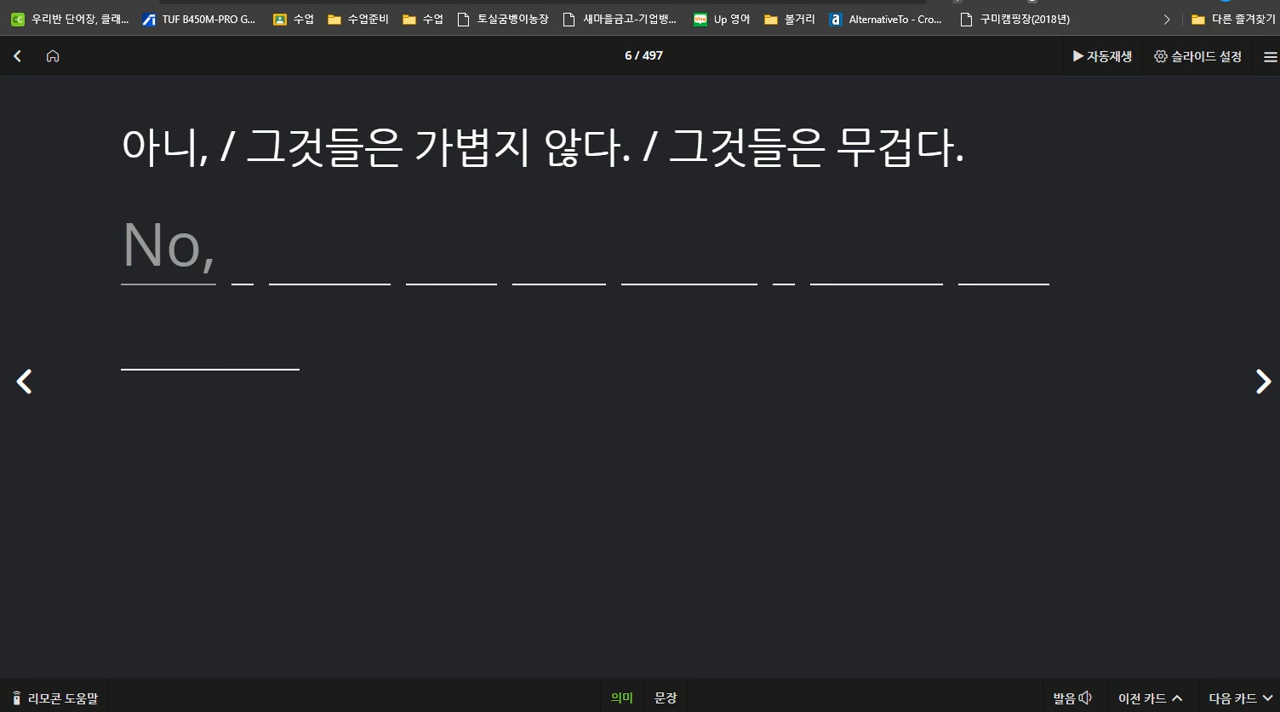 우리반 단어장, 클래... TUF B450M-PRO G... 수업 수업준비 수업 토실굼벵이농장 새마을금고-기업뱅... Up 영어 볼거리 AlternativeTo - Cro... 구미캠핑장(2018년) 다른 즐겨찾기
6 / 497 자동재생 슬라이드 설정
아니, / 그것들은 가볍지 않다. / 그것들은 무겁다.
No,
리모콘 도움말 의미 문장 발음 이전 카드 다음 카드